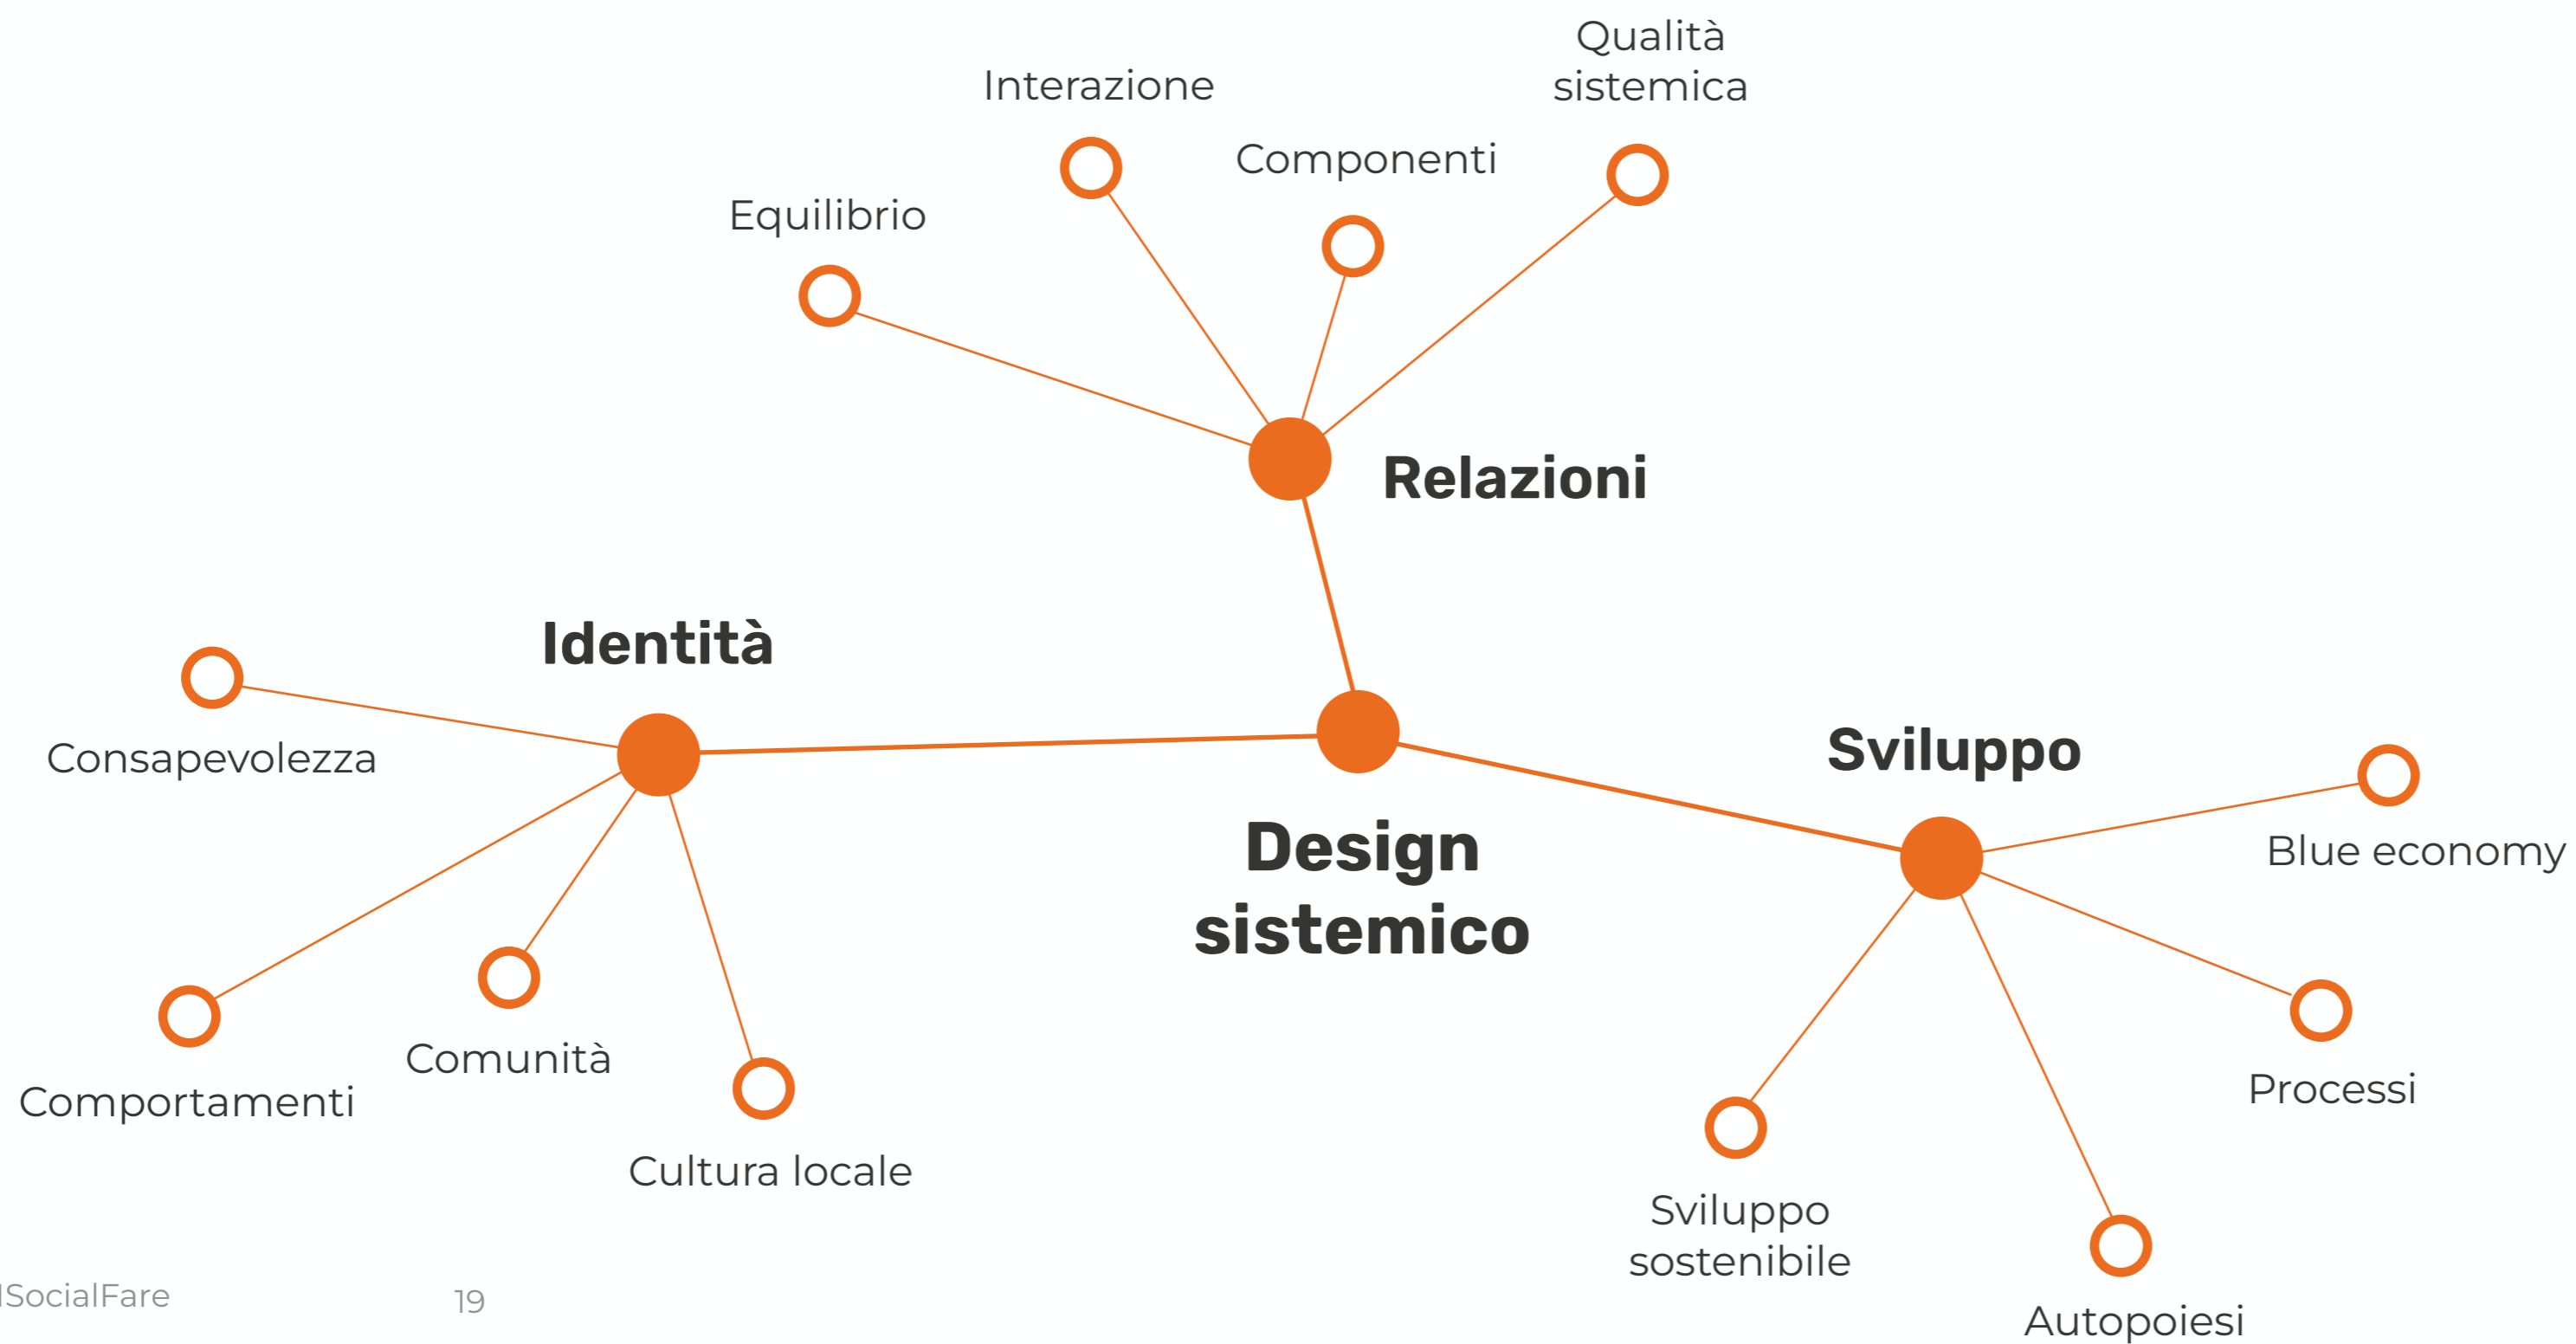 Qualità
sistemica
Interazione
Componenti
Equilibrio
Relazioni
Identità
Consapevolezza
Sviluppo
Design
sistemico
Blue economy
Comunità
Comportamenti
Processi
Cultura locale
Sviluppo
sostenibile
Autopoiesi
SocialFare
19